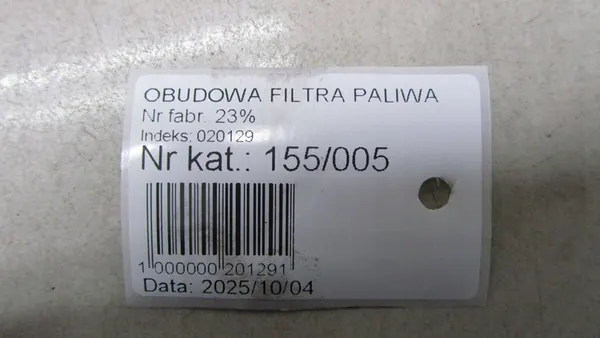 OBUDOWA FILTRA PALIWA
Nr fabr. 23%
Indeks: 020129
Nr kat.: 155/005
1 000000 201291
Data: 2025/10/04